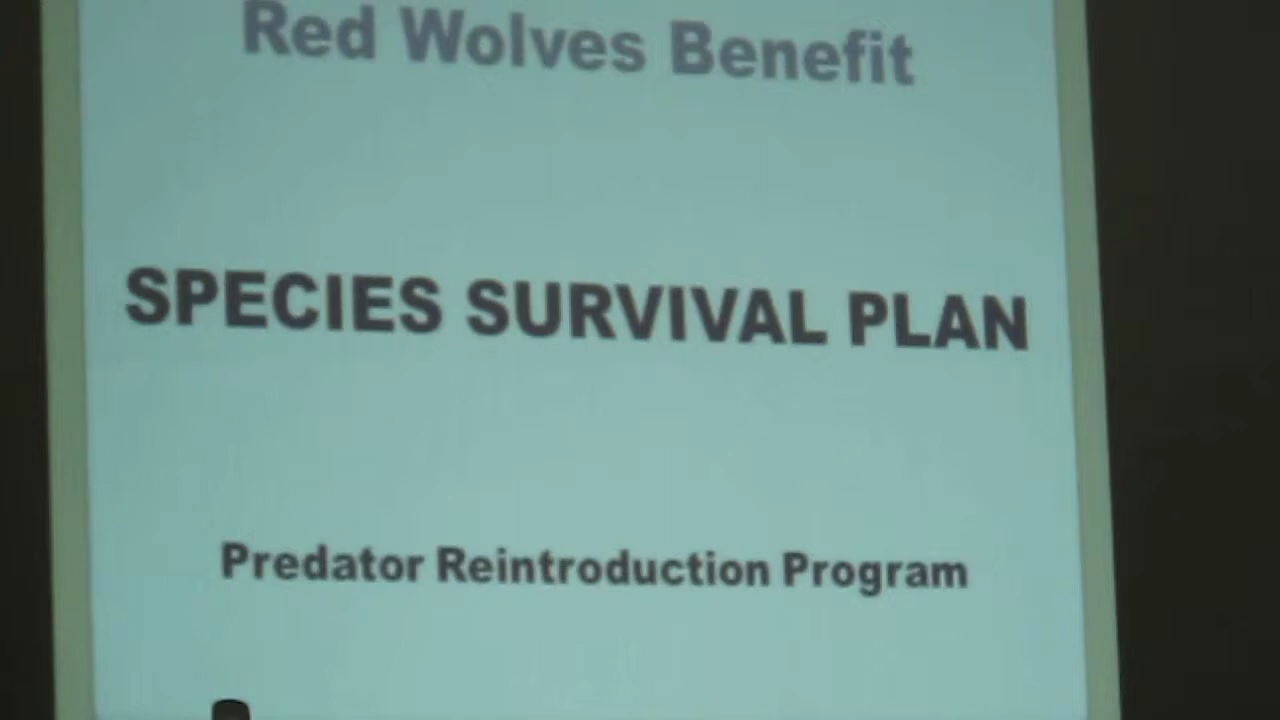 Red Wolves Benefit
SPECIES SURVIVAL PLAN
Predator Reintroduction Program